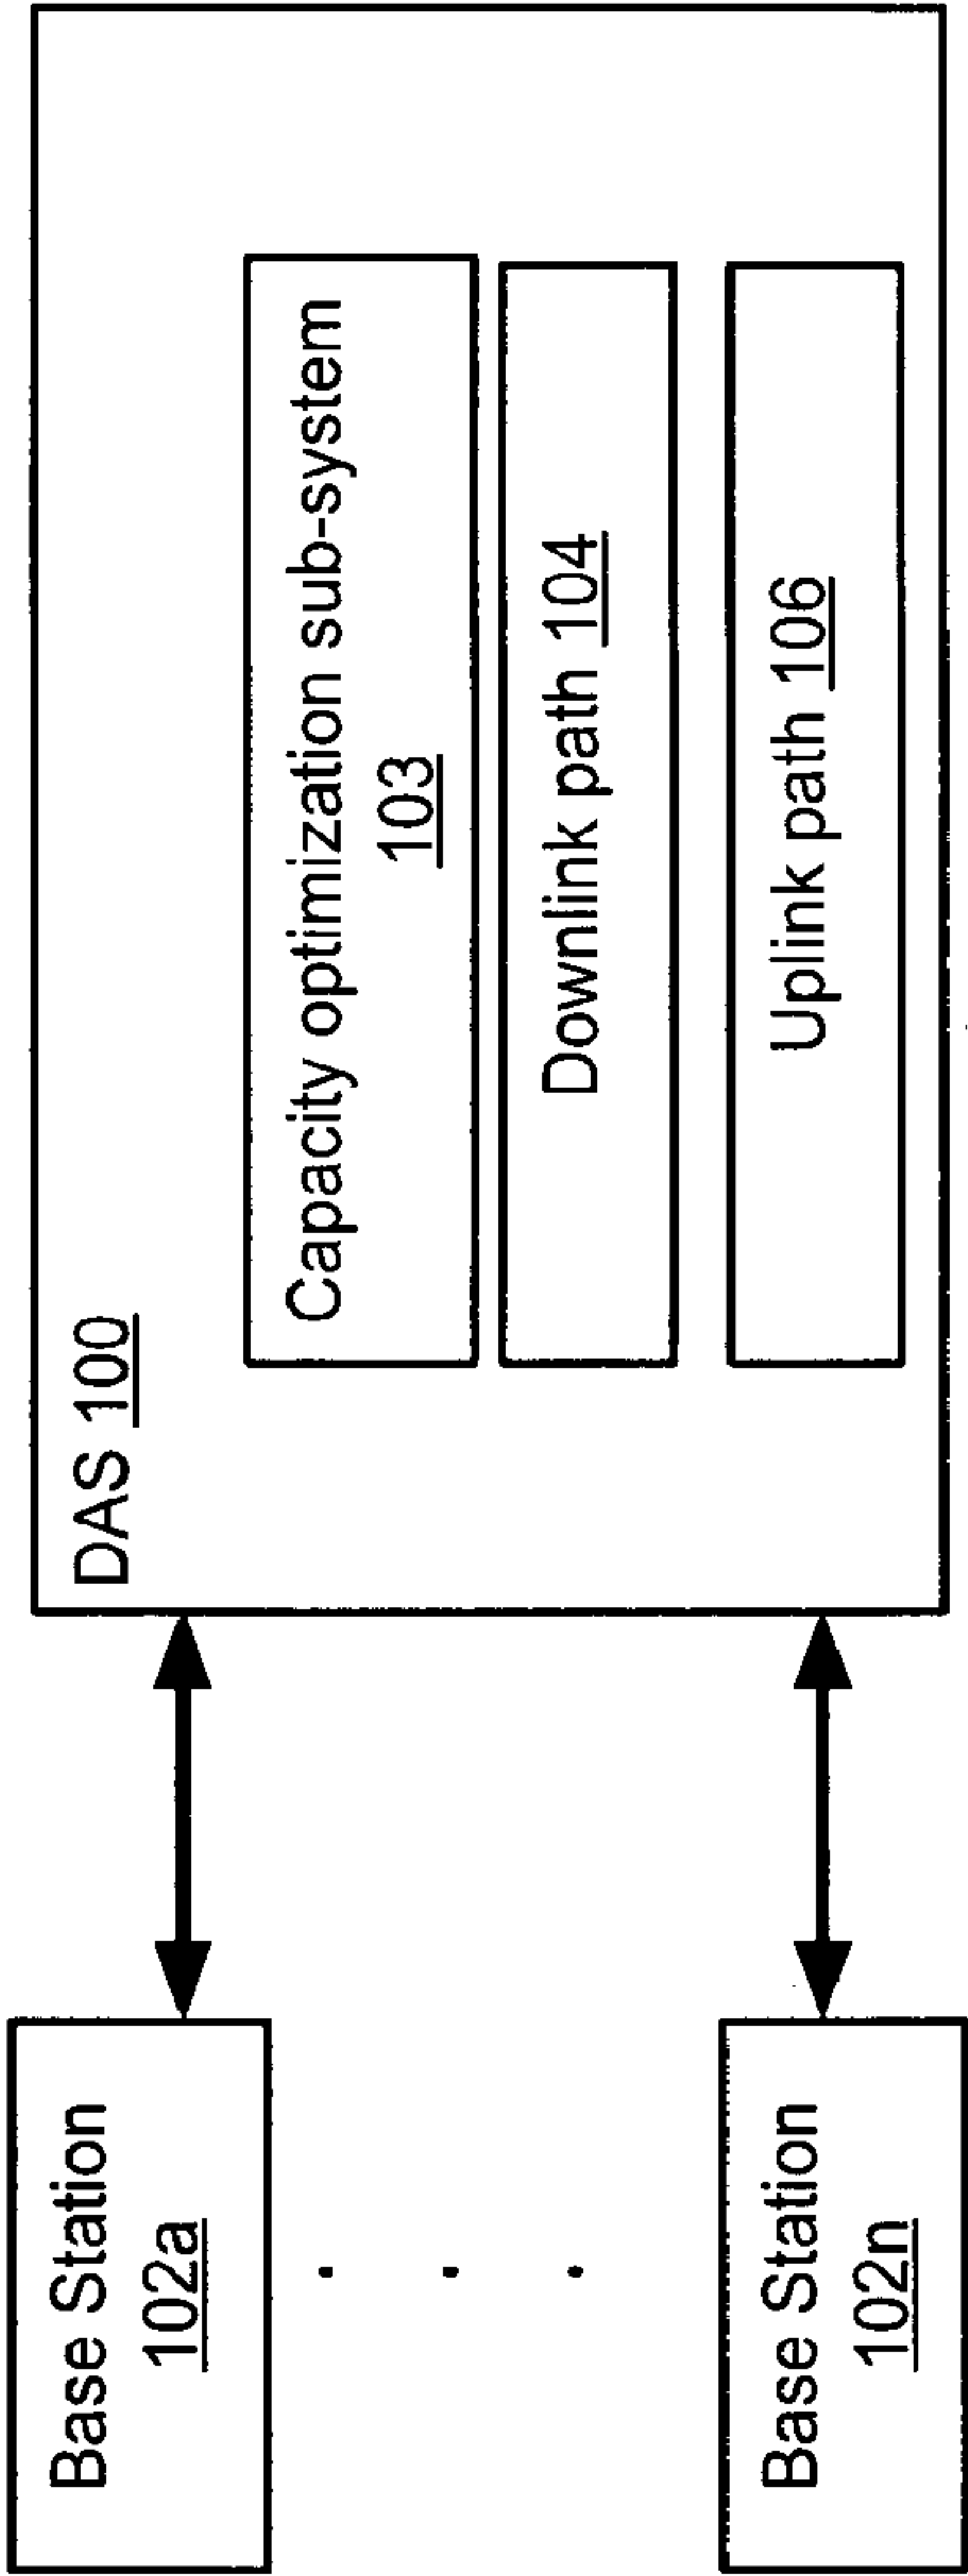 Base Station
102a
Base Station
102n
DAS 100
Capacity optimization sub-system
103
Downlink path 104
Uplink path 106